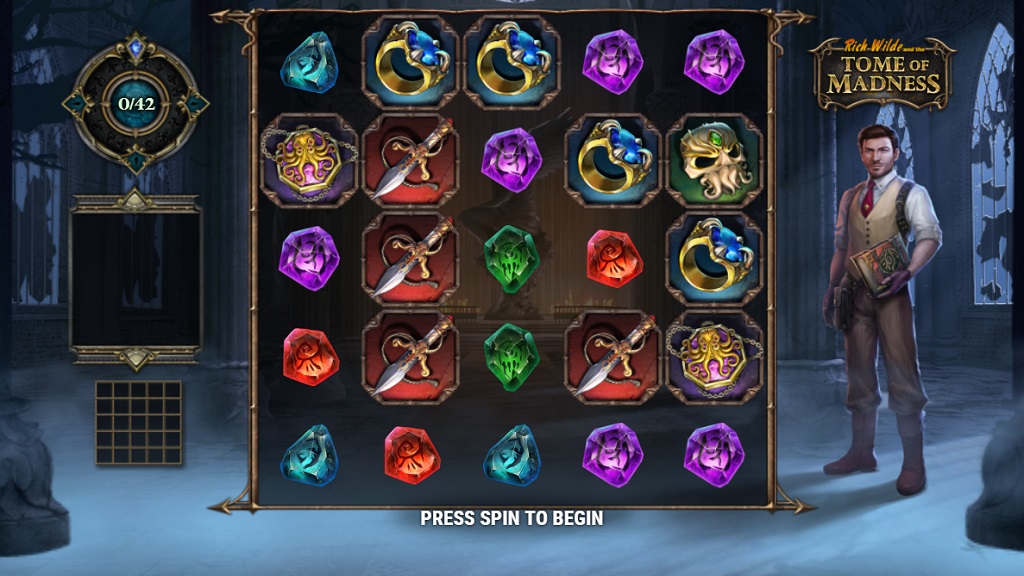 0/42
Rich Wilde and the
TOME OF
MADNESS
PRESS SPIN TO BEGIN